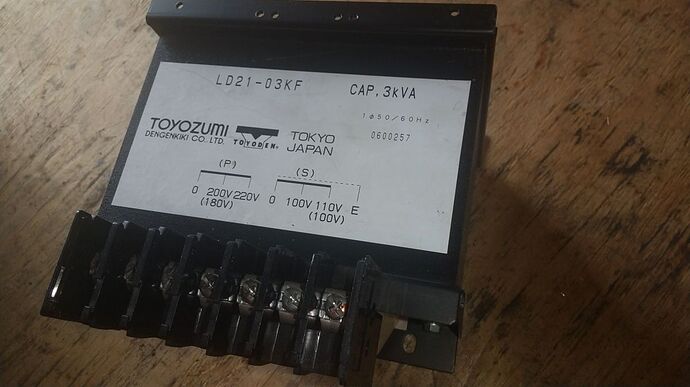 LD21-03KF CAP. 3kVA
1φ50/60Hz
TOYOZUMI
DENGENKIKI CO., LTD.
TOYODEN®
TOKYO
JAPAN
0600257
(P) (S)
0 200V 220V 0 100V 110V E
(180V) (100V)